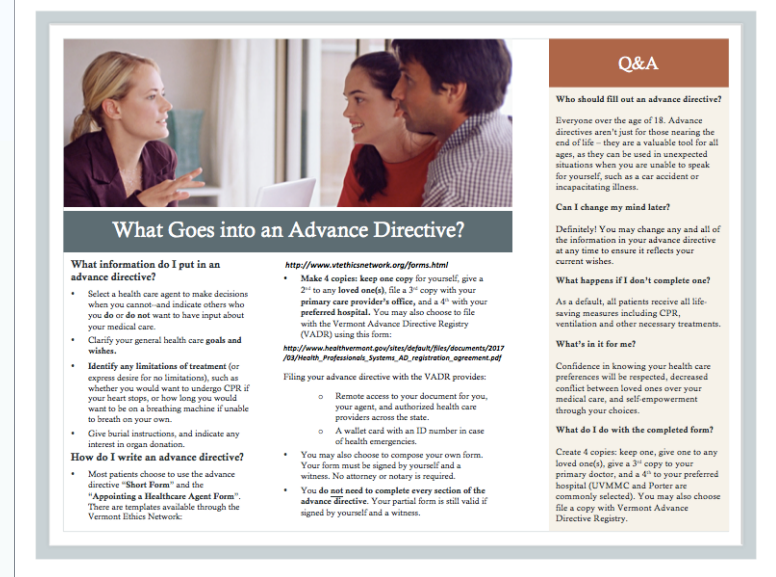 What Goes into an Advance Directive?
What information do I put in an
advance directive?
• Select a health care agent to make decisions
when you cannot–and indicate others who
you do or do not want to have input about
your medical care.
• Clarify your general health care goals and
wishes.
• Identify any limitations of treatment (or
express desire for no limitations), such as
whether you would want to undergo CPR if
your heart stops, or how long you would
want to be on a breathing machine if unable
to breath on your own.
• Give burial instructions, and indicate any
interest in organ donation.
How do I write an advance directive?
• Most patients choose to use the advance
directive “Short Form” and the
“Appointing a Healthcare Agent Form”.
There are templates available through the
Vermont Ethics Network:
http://www.vtethicsnetwork.org/forms.html
• Make 4 copies: keep one copy for yourself, give a
2nd to any loved one(s), file a 3rd copy with your
primary care provider’s office, and a 4th with your
preferred hospital. You may also choose to file
with the Vermont Advance Directive Registry
(VADR) using this form:
http://www.healthvermont.gov/sites/default/files/documents/2017
/03/Health_Professionals_Systems_AD_registration_agreement.pdf
Filing your advance directive with the VADR provides:
o Remote access to your document for you,
your agent, and authorized health care
providers across the state.
o A wallet card with an ID number in case
of health emergencies.
• You may also choose to compose your own form.
Your form must be signed by yourself and a
witness. No attorney or notary is required.
• You do not need to complete every section of the
advance directive. Your partial form is still valid if
signed by yourself and a witness.
Q&A
Who should fill out an advance directive?
Everyone over the age of 18. Advance
directives aren’t just for those nearing the
end of life – they are a valuable tool for all
ages, as they can be used in unexpected
situations when you are unable to speak
for yourself, such as a car accident or
incapacitating illness.
Can I change my mind later?
Definitely! You may change any and all of
the information in your advance directive
at any time to ensure it reflects your
current wishes.
What happens if I don’t complete one?
As a default, all patients receive all life-
saving measures including CPR,
ventilation and other necessary treatments.
What’s in it for me?
Confidence in knowing your health care
preferences will be respected, decreased
conflict between loved ones over your
medical care, and self-empowerment
through your choices.
What do I do with the completed form?
Create 4 copies: keep one, give one to any
loved one(s), give a 3rd copy to your
primary doctor, and a 4th to your preferred
hospital (UVMMC and Porter are
commonly selected). You may also choose
file a copy with Vermont Advance
Directive Registry.